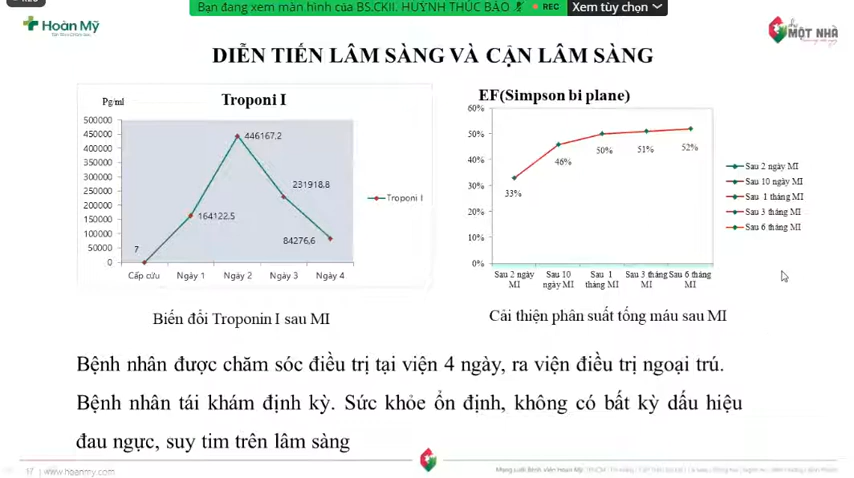 Bạn đang xem màn hình của BS.CKII. HUỲNH THÚC BẢO
REC
Xem tùy chọn
Hoàn Mỹ
MỘT NHÀ
DIỄN TIẾN LÂM SÀNG VÀ CẬN LÂM SÀNG
Pg/ml
Troponi I
500000
450000
400000
350000
300000
250000
200000
150000
100000
50000
0
7
164122.5
446167.2
231918.8
84276,6
Cấp cứu
Ngày 1
Ngày 2
Ngày 3
Ngày 4
Troponi I
Biến đổi Troponin I sau MI
EF(Simpson bi plane)
60%
50%
40%
30%
20%
10%
0%
33%
46%
50%
51%
52%
Sau 2 ngày MI
Sau 10 ngày MI
Sau 1 tháng MI
Sau 3 tháng MI
Sau 6 tháng MI
Sau 2 ngày MI
Sau 10 ngày MI
Sau 1 tháng MI
Sau 3 tháng MI
Sau 6 tháng MI
Cải thiện phân suất tống máu sau MI
Bệnh nhân được chăm sóc điều trị tại viện 4 ngày, ra viện điều trị ngoại trú.
Bệnh nhân tái khám định kỳ. Sức khỏe ổn định, không có bất kỳ dấu hiệu
đau ngực, suy tim trên lâm sàng
17 | www.hoanmy.com